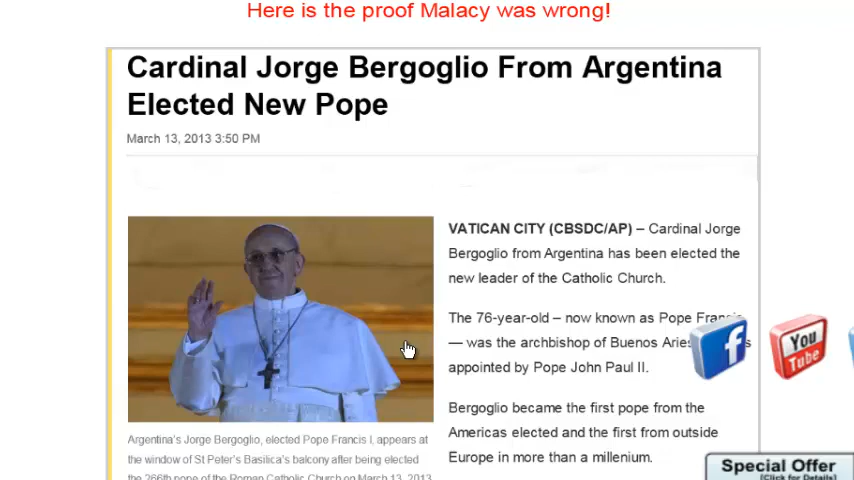 Here is the proof Malacy was wrong!
Cardinal Jorge Bergoglio From Argentina
Elected New Pope
March 13, 2013 3:50 PM
VATICAN CITY (CBSDC/AP) – Cardinal Jorge
Bergoglio from Argentina has been elected the
new leader of the Catholic Church.
The 76-year-old – now known as Pope Francis
— was the archbishop of Buenos Aires
appointed by Pope John Paul II.
Bergoglio became the first pope from the
Americas elected and the first from outside
Europe in more than a millenium.
Argentina's Jorge Bergoglio, elected Pope Francis I, appears at
the window of St Peter's Basilica's balcony after being elected
the 266th pope of the Roman Catholic Church on March 13, 2013
f
You
Tube
Special Offer
[Click for Details]